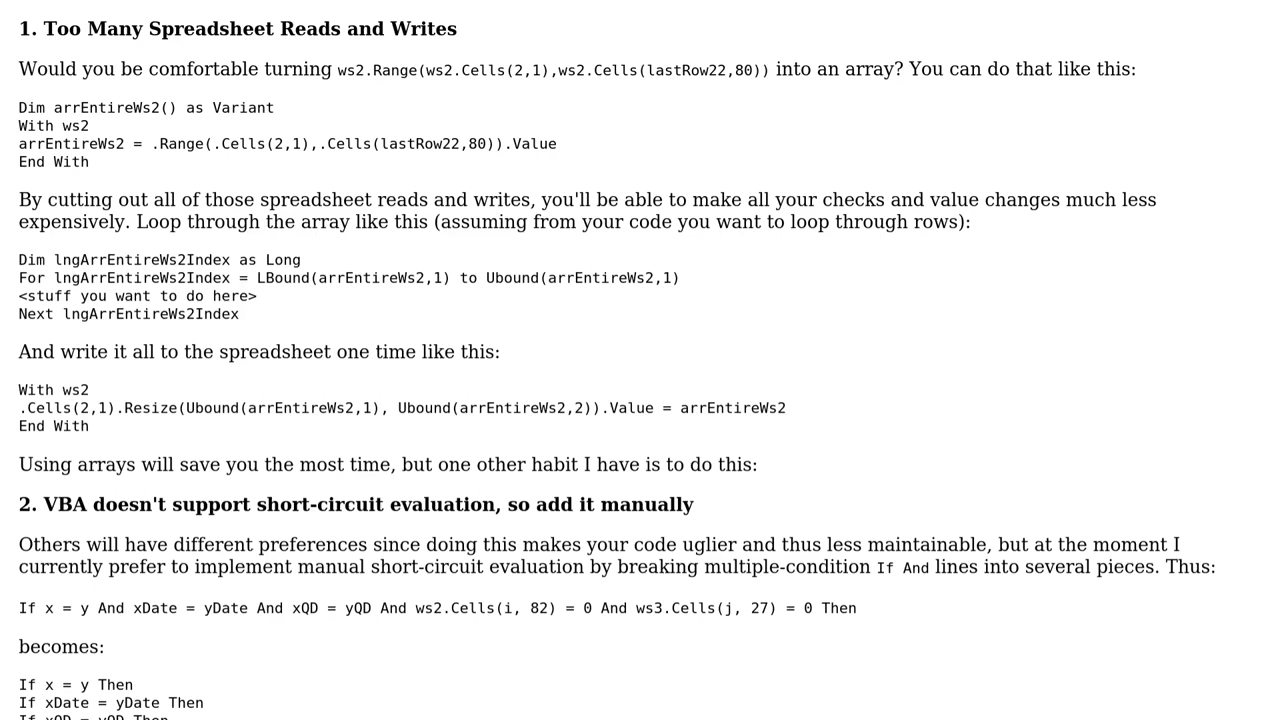 1. Too Many Spreadsheet Reads and Writes
Would you be comfortable turning ws2.Range(ws2.Cells(2,1),ws2.Cells(lastRow22,80)) into an array? You can do that like this:
Dim arrEntireWs2() as Variant
With ws2
arrEntireWs2 = .Range(.Cells(2,1),.Cells(lastRow22,80)).Value
End With
By cutting out all of those spreadsheet reads and writes, you'll be able to make all your checks and value changes much less
expensively. Loop through the array like this (assuming from your code you want to loop through rows):
Dim lngArrEntireWs2Index as Long
For lngArrEntireWs2Index = LBound(arrEntireWs2,1) to Ubound(arrEntireWs2,1)
<stuff you want to do here>
Next lngArrEntireWs2Index
And write it all to the spreadsheet one time like this:
With ws2
.Cells(2,1).Resize(Ubound(arrEntireWs2,1), Ubound(arrEntireWs2,2)).Value = arrEntireWs2
End With
Using arrays will save you the most time, but one other habit I have is to do this:
2. VBA doesn't support short-circuit evaluation, so add it manually
Others will have different preferences since doing this makes your code uglier and thus less maintainable, but at the moment I
currently prefer to implement manual short-circuit evaluation by breaking multiple-condition If And lines into several pieces. Thus:
If x = y And xDate = yDate And xQD = yQD And ws2.Cells(i, 82) = 0 And ws3.Cells(j, 27) = 0 Then
becomes:
If x = y Then
If xDate = yDate Then
If xQD = yQD Then